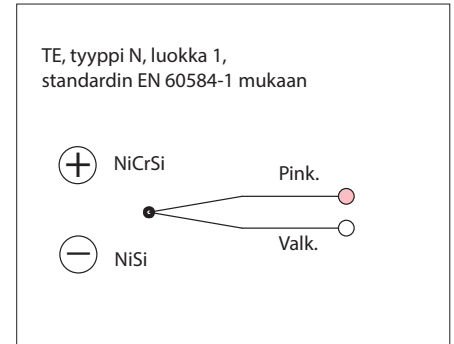 TE, tyyppi N, luokka 1,
standardin EN 60584-1 mukaan
+ NiCrSi
Pink.
Valk.
− NiSi